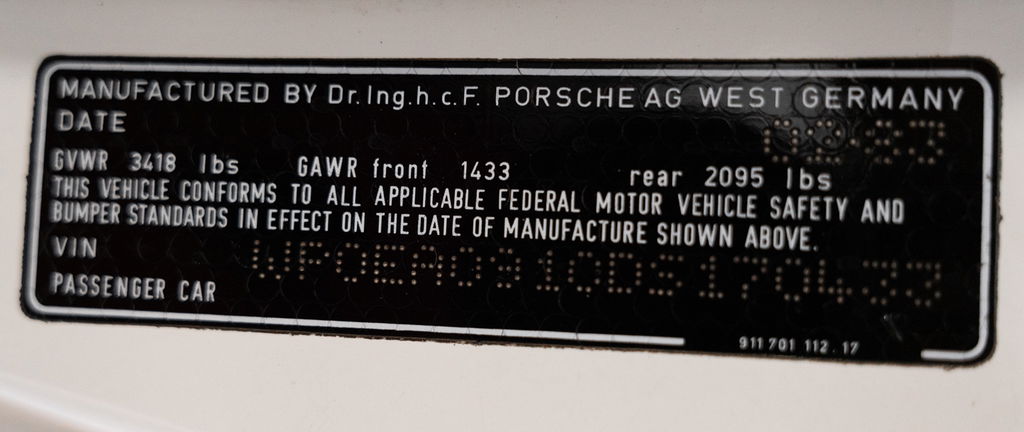 MANUFACTURED BY Dr.Ing.h.c.F. PORSCHE AG WEST GERMANY
DATE 02-83
GVWR 3418 lbs GAWR front 1433 rear 2095 lbs
THIS VEHICLE CONFORMS TO ALL APPLICABLE FEDERAL MOTOR VEHICLE SAFETY AND
BUMPER STANDARDS IN EFFECT ON THE DATE OF MANUFACTURE SHOWN ABOVE.
VIN WP0EA0910DS170433
PASSENGER CAR
911 701 112.17